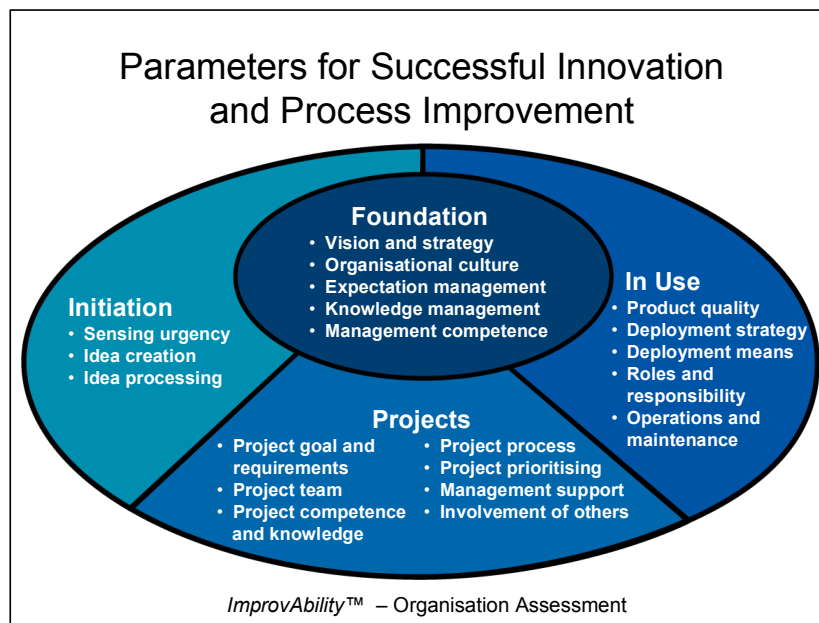 Parameters for Successful Innovation
and Process Improvement
Foundation
• Vision and strategy
• Organisational culture
• Expectation management
• Knowledge management
• Management competence
Initiation
• Sensing urgency
• Idea creation
• Idea processing
In Use
• Product quality
• Deployment strategy
• Deployment means
• Roles and
responsibility
• Operations and
maintenance
Projects
• Project goal and
requirements
• Project team
• Project competence
and knowledge
• Project process
• Project prioritising
• Management support
• Involvement of others
ImprovAbility™ – Organisation Assessment